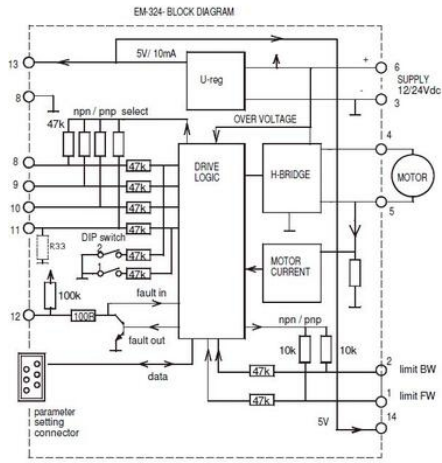 EM-324- BLOCK DIAGRAM
5V/ 10mA
13
U-reg
+
6
SUPPLY
12/24Vdc
-
3
8
47k
npn / pnp select
OVER VOLTAGE
4
8
47k
DRIVE
LOGIC
H-BRIDGE
MOTOR
9
47k
10
47k
5
11
47k
R33
DIP switch
2
47k
1
47k
MOTOR
CURRENT
100k
fault in
npn / pnp
12
100R
fault out
10k
10k
2
limit BW
47k
data
1
limit FW
47k
14
5V
parameter
setting
connector